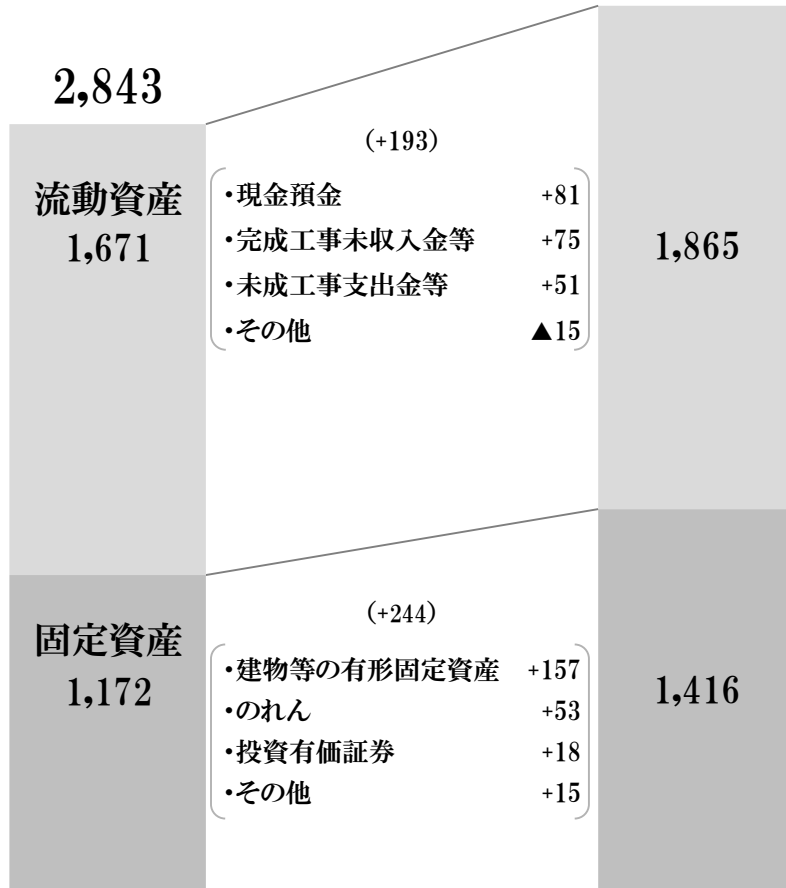 2,843
(+193)
流動資産
1,671
・現金預金 +81
・完成工事未収入金等 +75
・未成工事支出金等 +51
・その他 ▲15
1,865
(+244)
固定資産
1,172
・建物等の有形固定資産 +157
・のれん +53
・投資有価証券 +18
・その他 +15
1,416